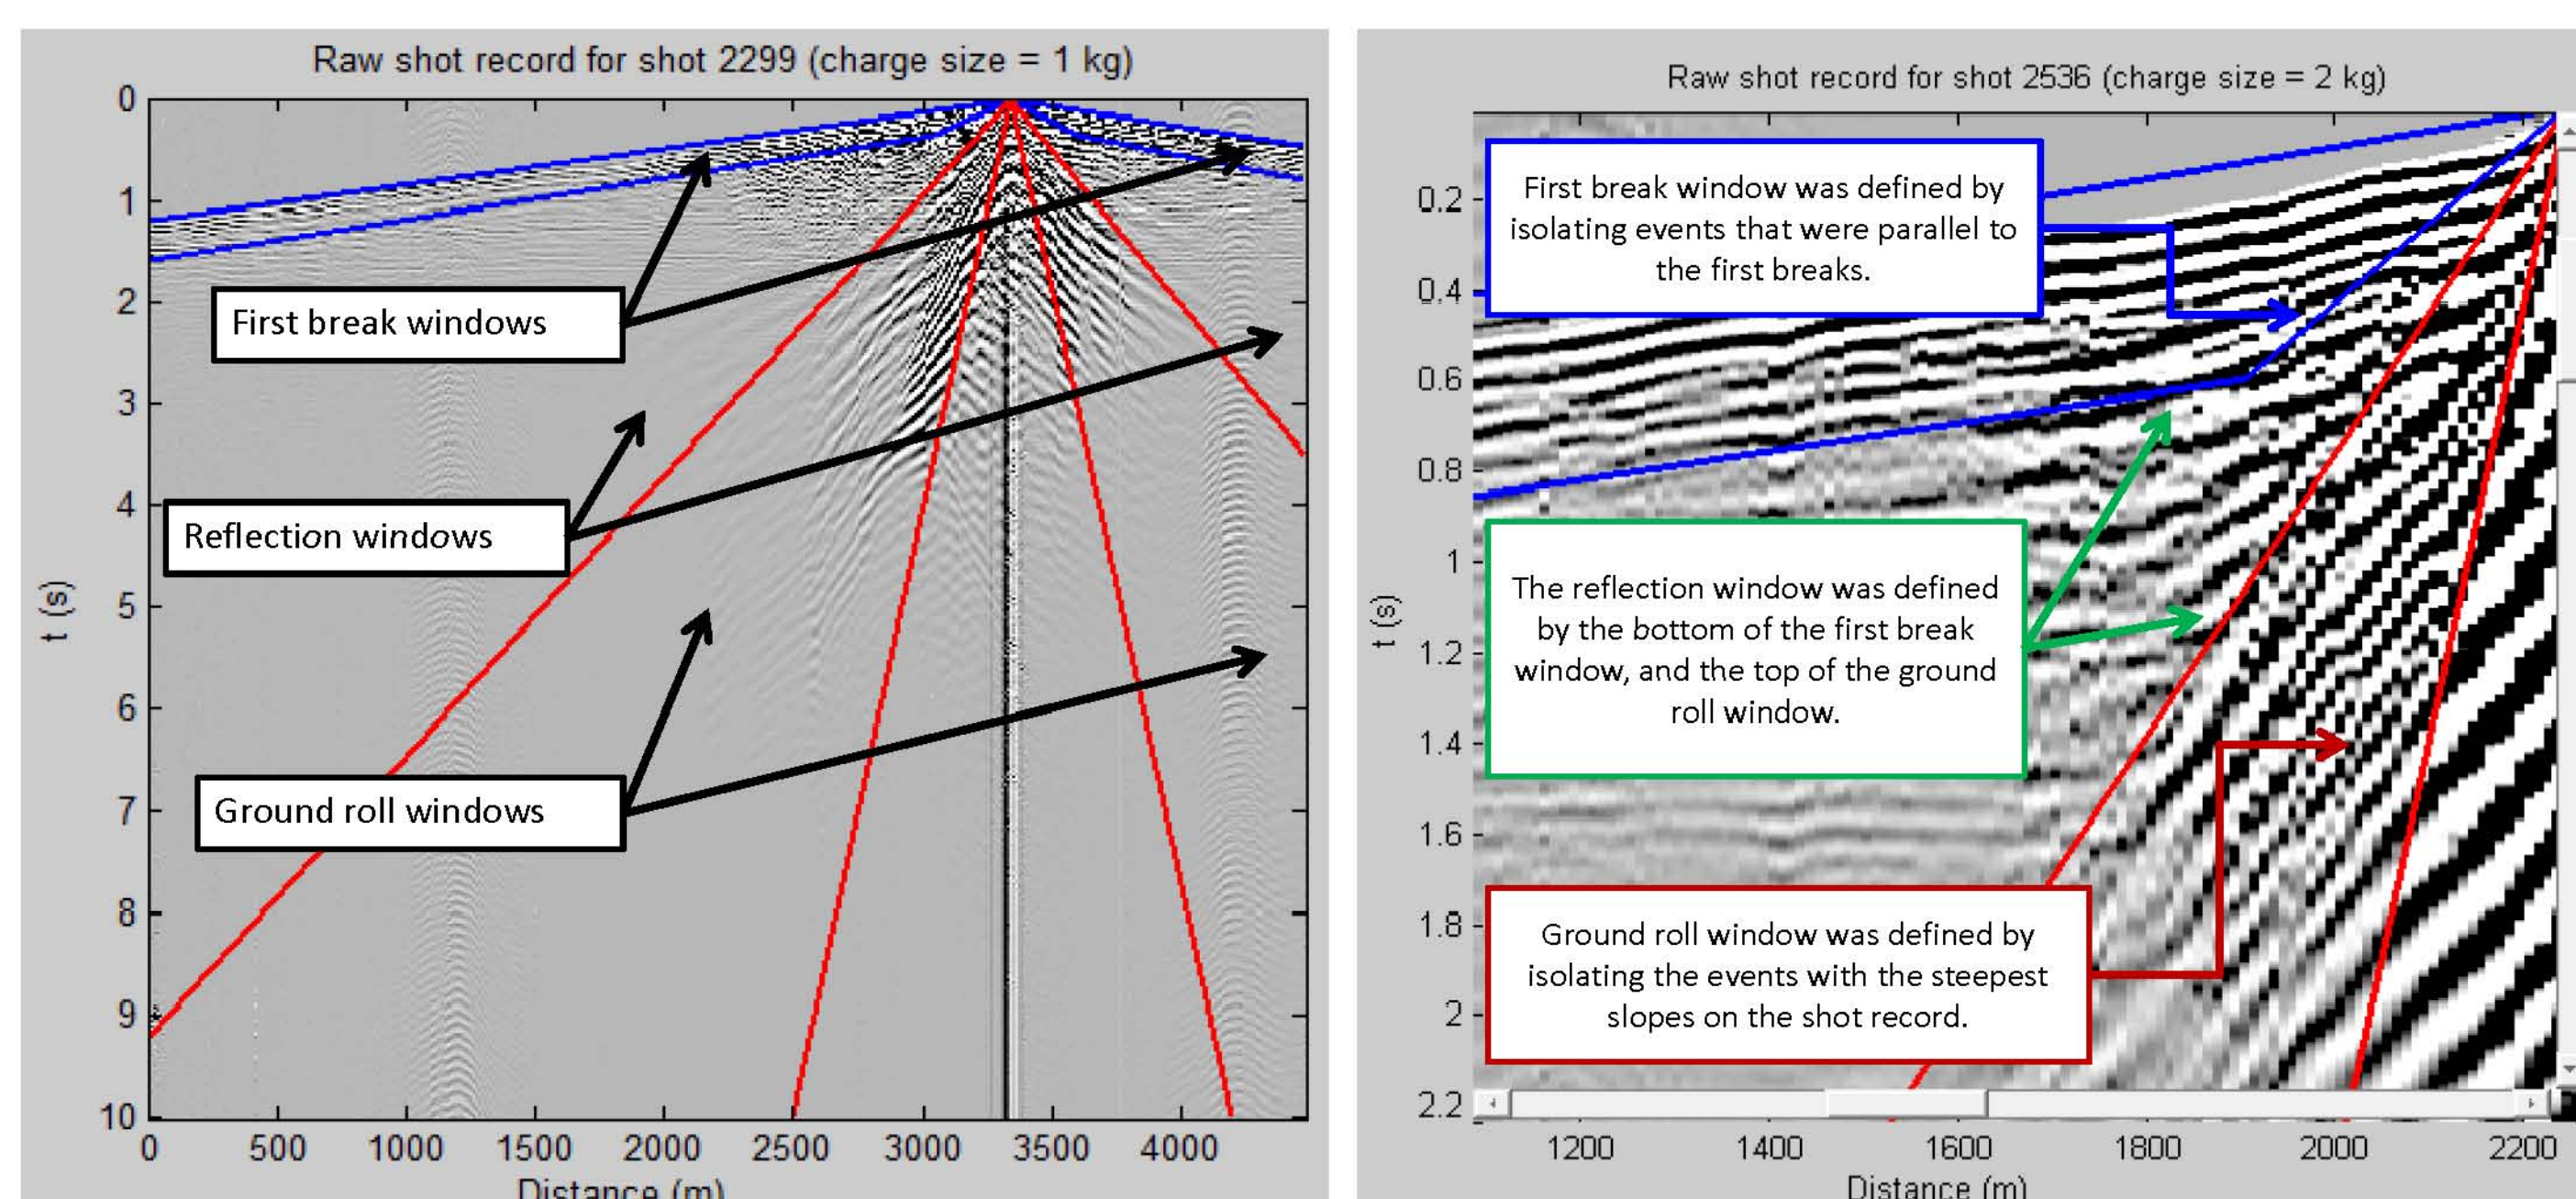 Raw shot record for shot 2299 (charge size = 1 kg)
0
1
2
3
4
5
6
7
8
9
10
t (s)
First break windows
Reflection windows
Ground roll windows
0 500 1000 1500 2000 2500 3000 3500 4000
Distance (m)
Raw shot record for shot 2536 (charge size = 2 kg)
0.2
0.4
0.6
0.8
1
1.2
1.4
1.6
1.8
2
2.2
t (s)
First break window was defined by
isolating events that were parallel to
the first breaks.
The reflection window was defined
by the bottom of the first break
window, and the top of the ground
roll window.
Ground roll window was defined by
isolating the events with the steepest
slopes on the shot record.
1200 1400 1600 1800 2000 2200
Distance (m)